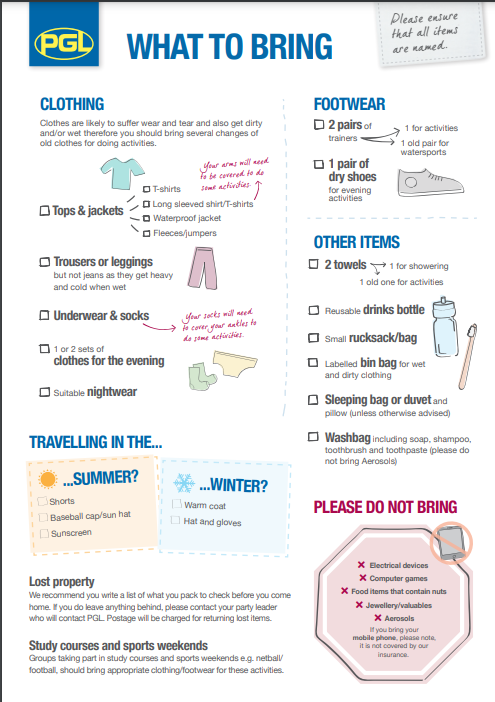 PGL
WHAT TO BRING
Please ensure
that all items
are named.
CLOTHING
Clothes are likely to suffer wear and tear and also get dirty
and/or wet therefore you should bring several changes of
old clothes for doing activities.
Your arms will need
to be covered to do
some activities.
Tops & jackets
T-shirts
Long sleeved shirt/T-shirts
Waterproof jacket
Fleeces/jumpers
Trousers or leggings
but not jeans as they get heavy
and cold when wet
Underwear & socks
Your socks will need
to cover your ankles to
do some activities.
1 or 2 sets of
clothes for the evening
Suitable nightwear
FOOTWEAR
2 pairs of
trainers
1 for activities
1 old pair for
watersports
1 pair of
dry shoes
for evening
activities
OTHER ITEMS
2 towels
1 for showering
1 old one for activities
Reusable drinks bottle
Small rucksack/bag
Labelled bin bag for wet
and dirty clothing
Sleeping bag or duvet and
pillow (unless otherwise advised)
Washbag including soap, shampoo,
toothbrush and toothpaste (please do
not bring Aerosols)
TRAVELLING IN THE...
...SUMMER?
Shorts
Baseball cap/sun hat
Sunscreen
...WINTER?
Warm coat
Hat and gloves
Lost property
We recommend you write a list of what you pack to check before you come
home. If you do leave anything behind, please contact your party leader
who will contact PGL. Postage will be charged for returning lost items.
Study courses and sports weekends
Groups taking part in study courses and sports weekends e.g. netball/
football, should bring appropriate clothing/footwear for these activities.
PLEASE DO NOT BRING
Electrical devices
Computer games
Food items that contain nuts
Jewellery/valuables
Aerosols
If you bring your
mobile phone, please note,
it is not covered by our
insurance.